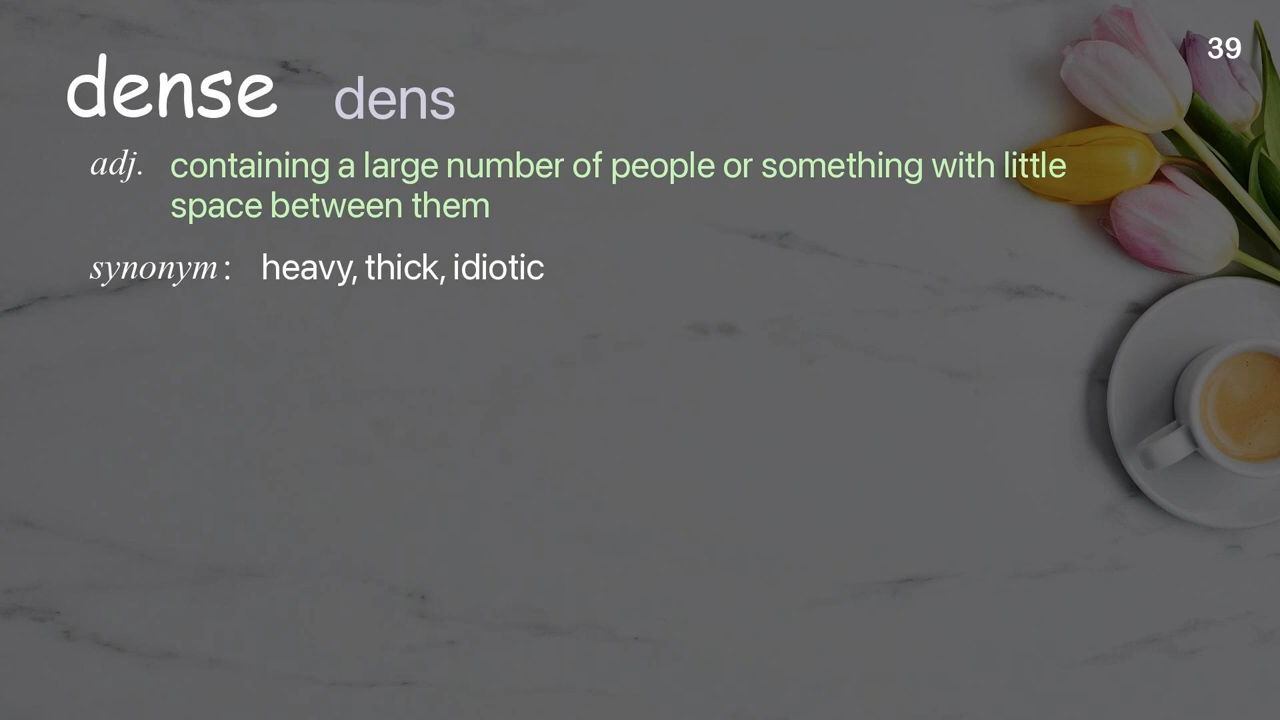 39
dense dens
adj. containing a large number of people or something with little
space between them
synonym: heavy, thick, idiotic